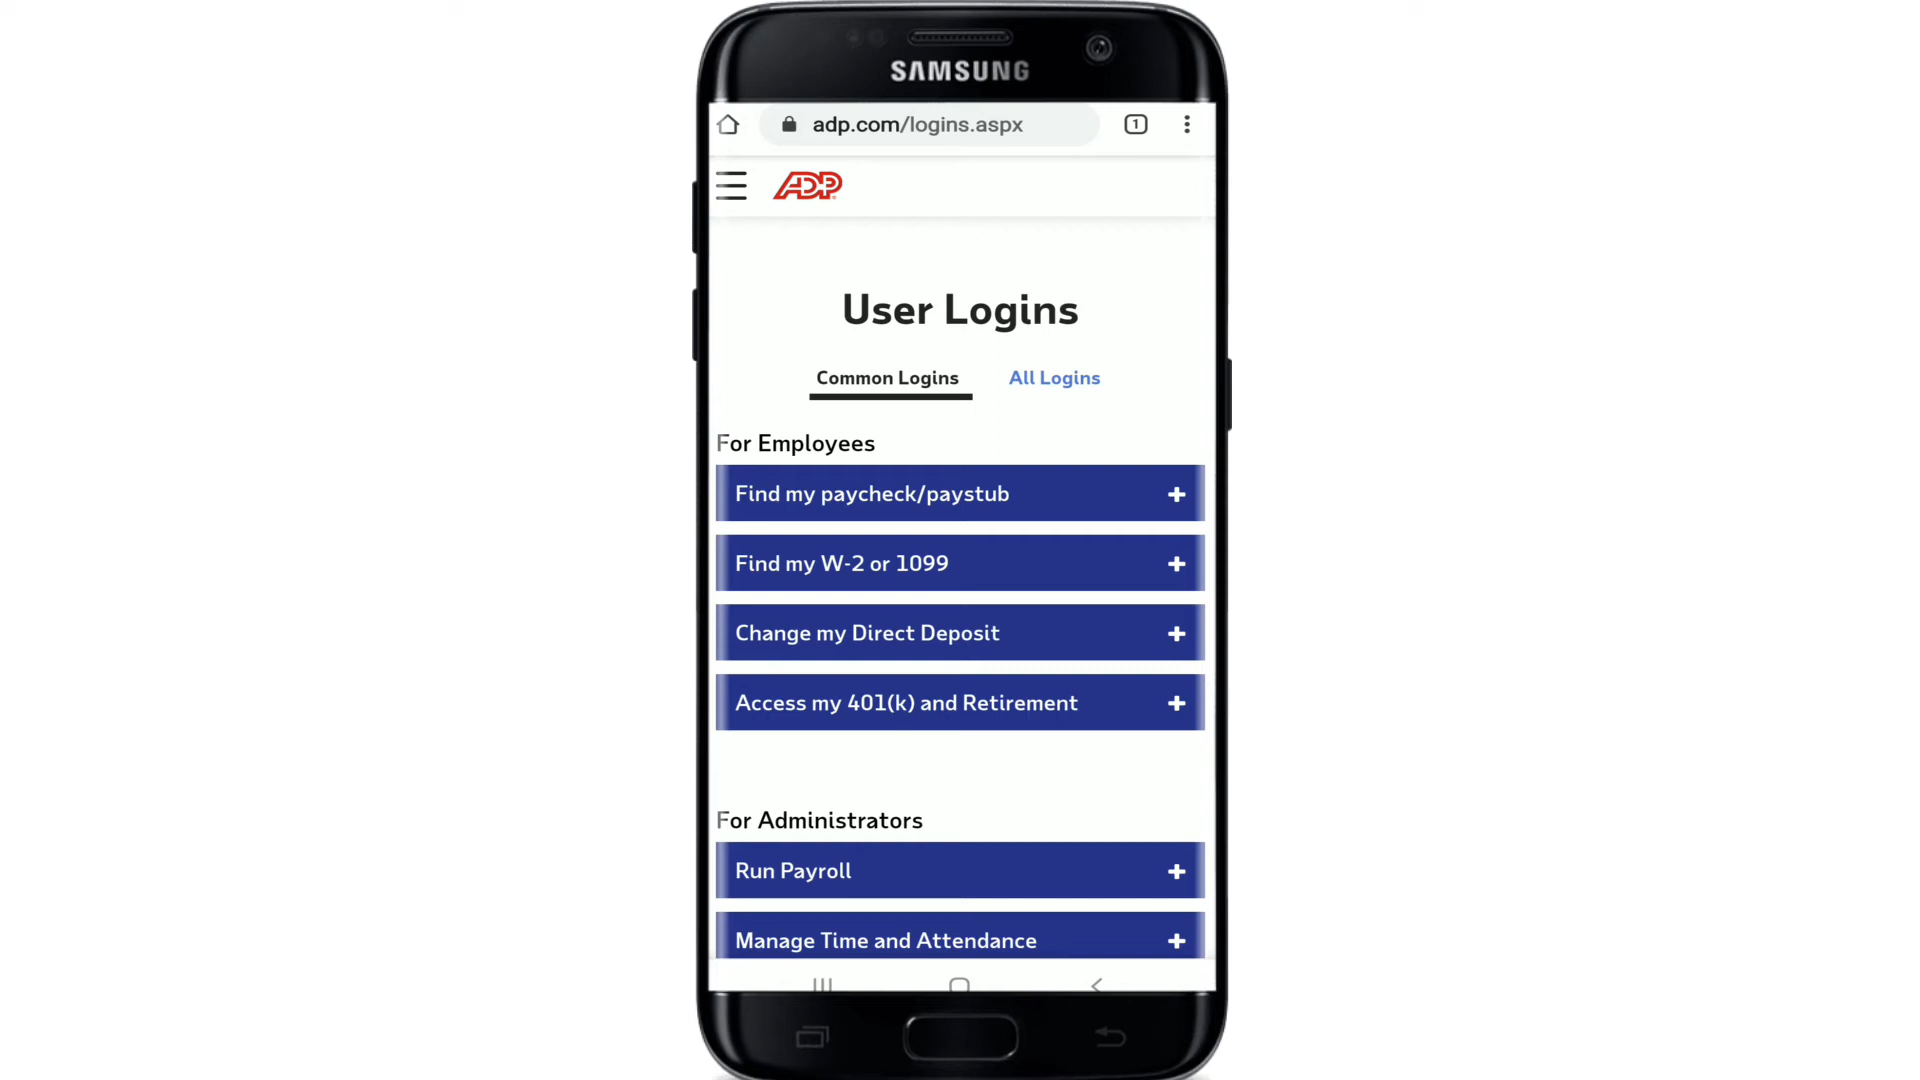 SAMSUNG
adp.com/logins.aspx
1
ADP
User Logins
Common Logins
All Logins
For Employees
Find my paycheck/paystub
Find my W-2 or 1099
Change my Direct Deposit
Access my 401(k) and Retirement
For Administrators
Run Payroll
Manage Time and Attendance